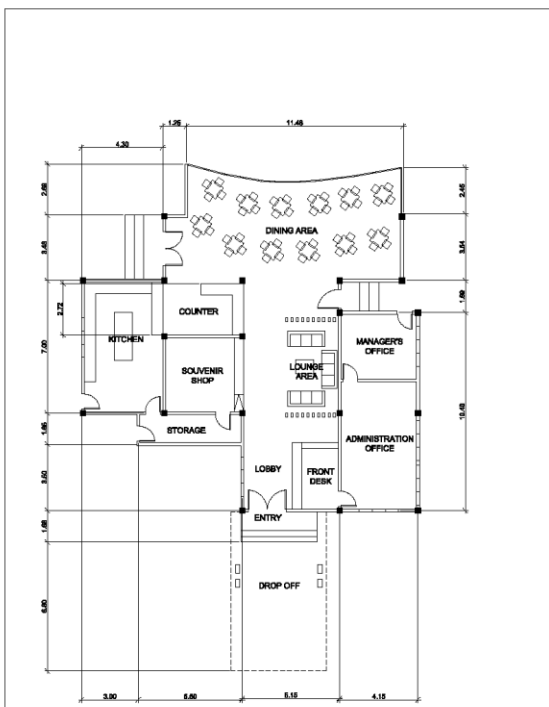 1.25
11.48
4.30
2.69
2.46
DINING AREA
3.48
3.54
1.69
2.72
COUNTER
KITCHEN
MANAGER'S
OFFICE
7.00
LOUNGE
AREA
SOUVENIR
SHOP
10.48
STORAGE
1.65
ADMINISTRATION
OFFICE
LOBBY
FRONT
DESK
3.50
ENTRY
1.68
DROP OFF
6.80
3.00
5.50
5.15
4.15